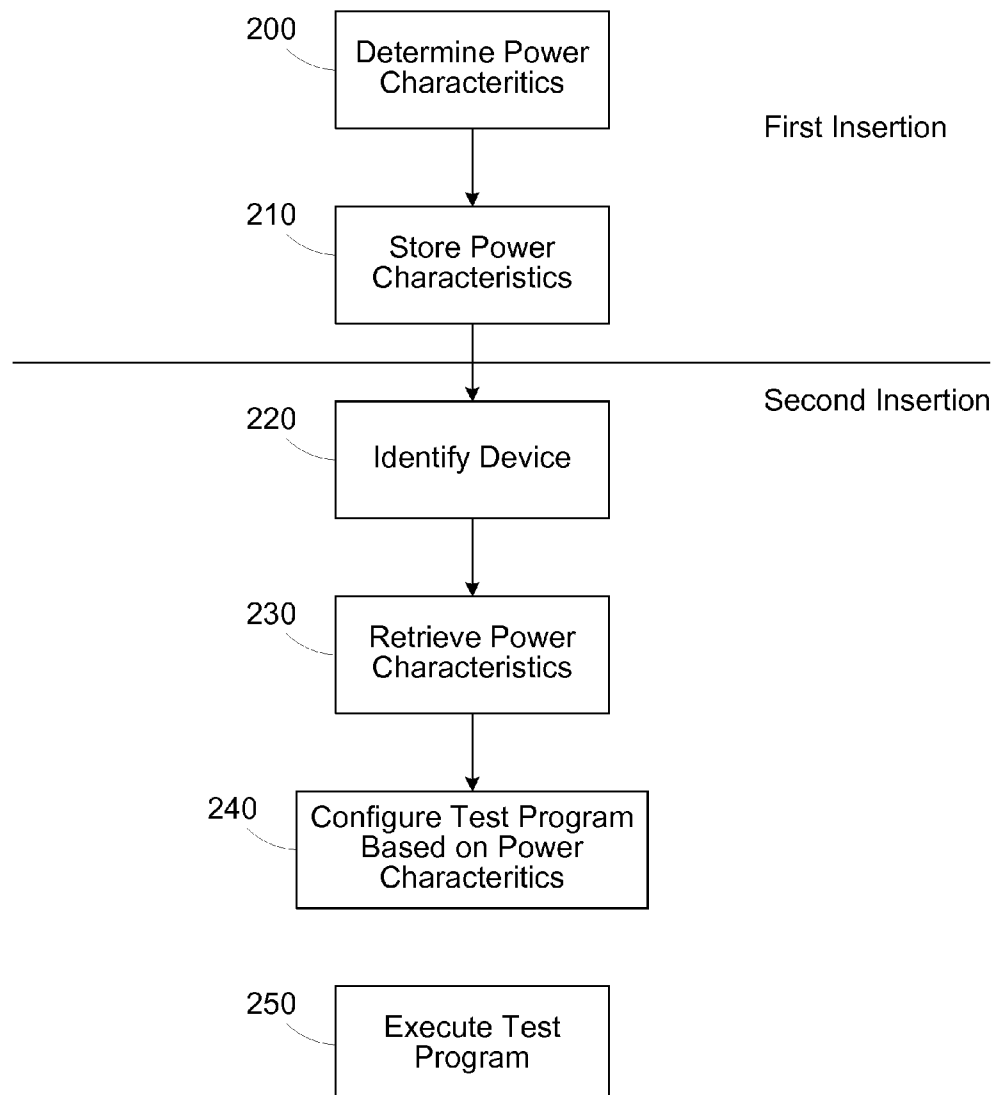 200
Determine Power
Characteritics
First Insertion
210
Store Power
Characteristics
Second Insertion
220
Identify Device
230
Retrieve Power
Characteristics
240
Configure Test Program
Based on Power
Characteritics
250
Execute Test
Program